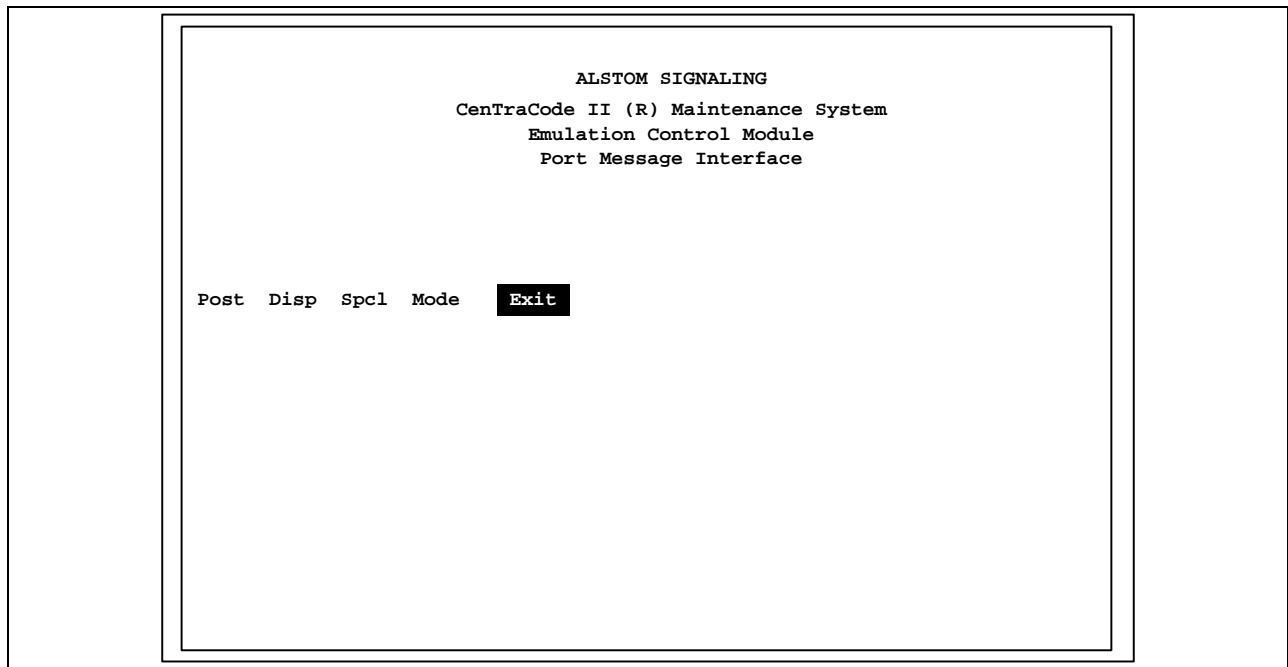 ALSTOM SIGNALING
CenTraCode II (R) Maintenance System
Emulation Control Module
Port Message Interface
Post Disp Spcl Mode Exit